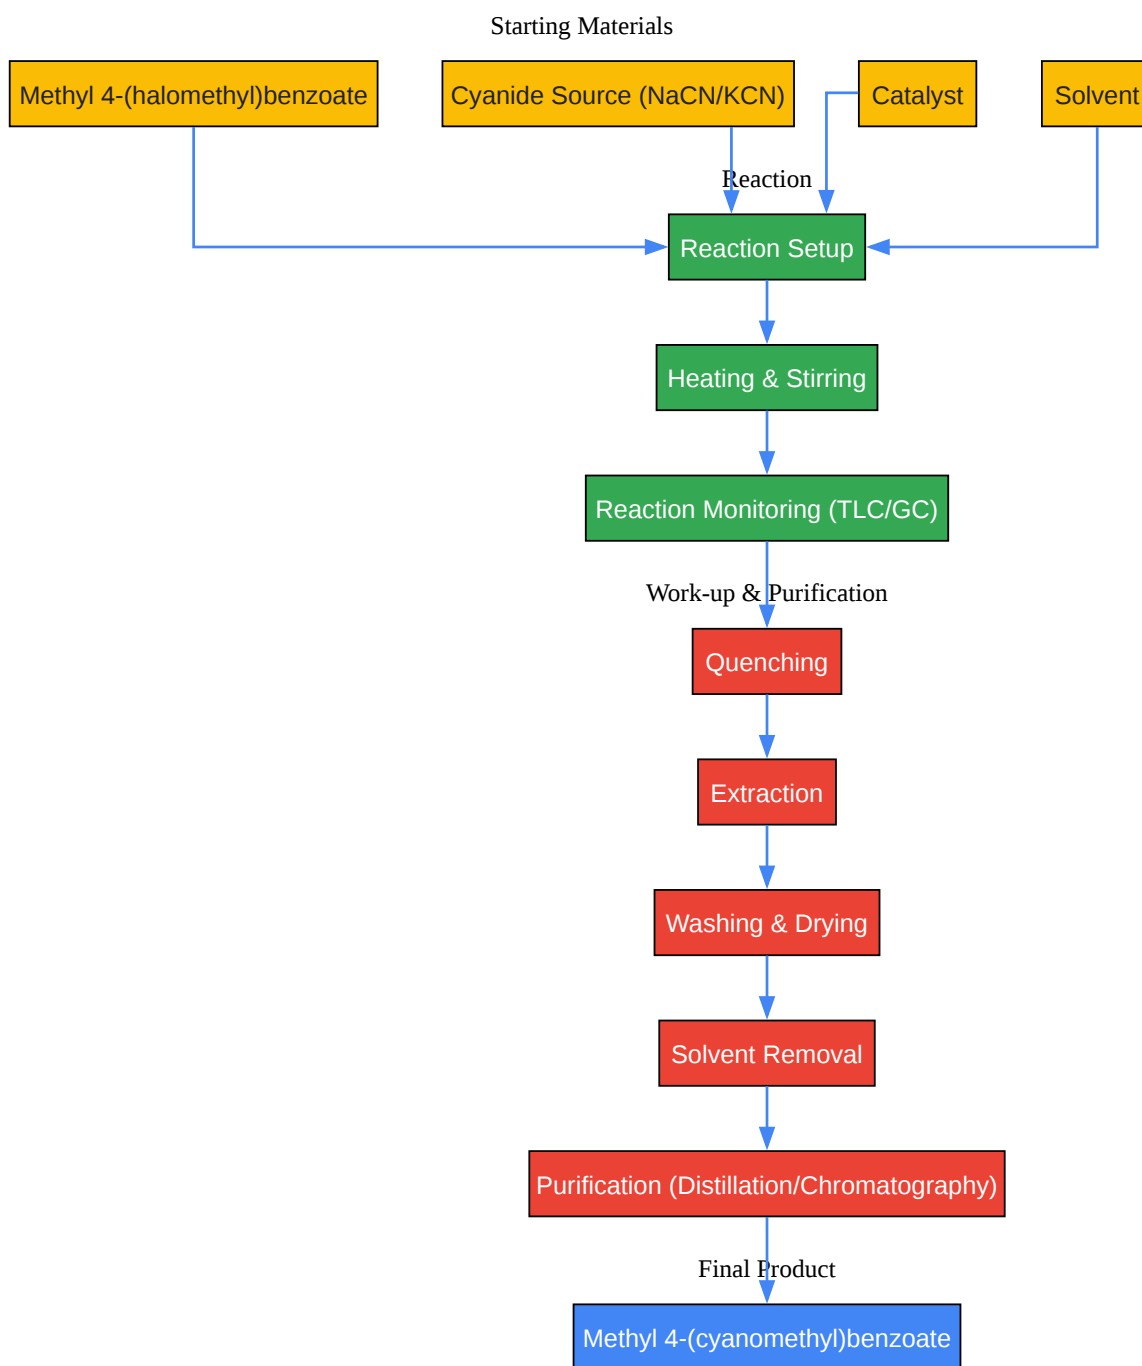 Starting Materials
Methyl 4-(halomethyl)benzoate
Cyanide Source (NaCN/KCN)
Catalyst
Solvent
Reaction
Reaction Setup
Heating & Stirring
Reaction Monitoring (TLC/GC)
Work-up & Purification
Quenching
Extraction
Washing & Drying
Solvent Removal
Purification (Distillation/Chromatography)
Final Product
Methyl 4-(cyanomethyl)benzoate